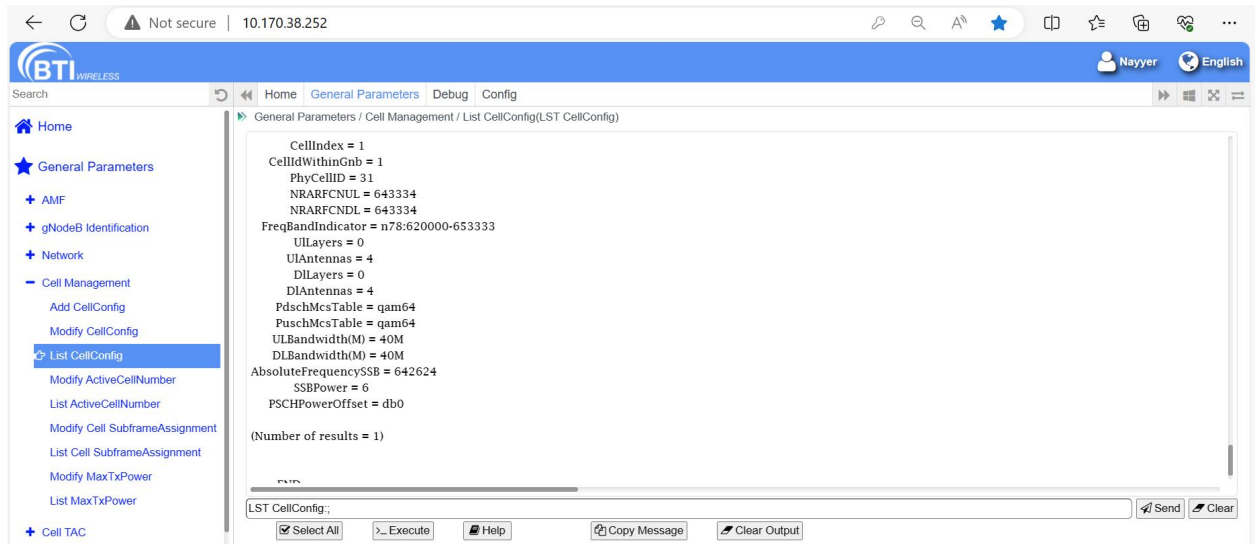 Not secure | 10.170.38.252
BTI WIRELESS
Nayyer English
Search
Home General Parameters Debug Config
General Parameters / Cell Management / List CellConfig(LST CellConfig)
Home
General Parameters
AMF
gNodeB Identification
Network
Cell Management
Add CellConfig
Modify CellConfig
List CellConfig
Modify ActiveCellNumber
List ActiveCellNumber
Modify Cell SubframeAssignment
List Cell SubframeAssignment
Modify MaxTxPower
List MaxTxPower
Cell TAC
CellIndex = 1
CellIdWithinGnb = 1
PhyCellID = 31
NRARFCNUL = 643334
NRARFCNDL = 643334
FreqBandIndicator = n78:620000-653333
UlLayers = 0
UlAntennas = 4
DlLayers = 0
DlAntennas = 4
PdschMcsTable = qam64
PuschMcsTable = qam64
ULBandwidth(M) = 40M
DLBandwidth(M) = 40M
AbsoluteFrequencySSB = 642624
SSBPower = 6
PSCHPowerOffset = db0
(Number of results = 1)
LST CellConfig:;
Send Clear
Select All Execute Help Copy Message Clear Output